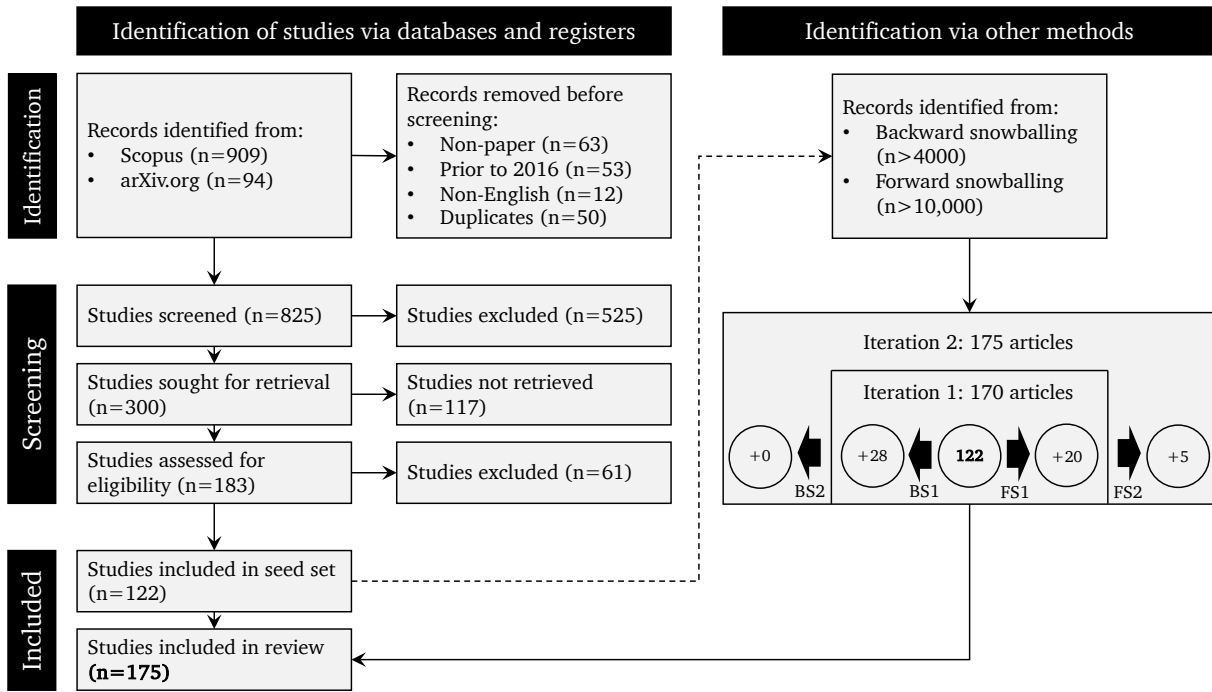 Identification of studies via databases and registers
Identification via other methods
Identification
Records identified from:
• Scopus (n=909)
• arXiv.org (n=94)
Records removed before
screening:
• Non-paper (n=63)
• Prior to 2016 (n=53)
• Non-English (n=12)
• Duplicates (n=50)
Records identified from:
• Backward snowballing
(n>4000)
• Forward snowballing
(n>10,000)
Screening
Studies screened (n=825)
Studies excluded (n=525)
Studies sought for retrieval
(n=300)
Studies not retrieved
(n=117)
Studies assessed for
eligibility (n=183)
Studies excluded (n=61)
Iteration 2: 175 articles
Iteration 1: 170 articles
+0
+28
122
+20
+5
BS2
BS1
FS1
FS2
Included
Studies included in seed set
(n=122)
Studies included in review
(n=175)